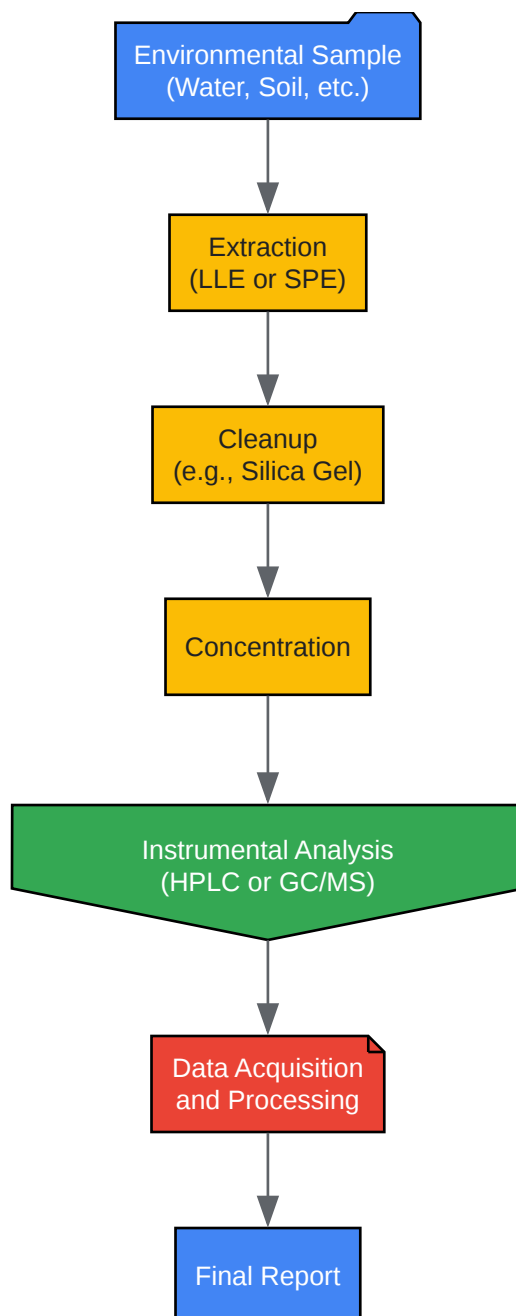 Environmental Sample
(Water, Soil, etc.)
Extraction
(LLE or SPE)
Cleanup
(e.g., Silica Gel)
Concentration
Instrumental Analysis
(HPLC or GC/MS)
Data Acquisition
and Processing
Final Report